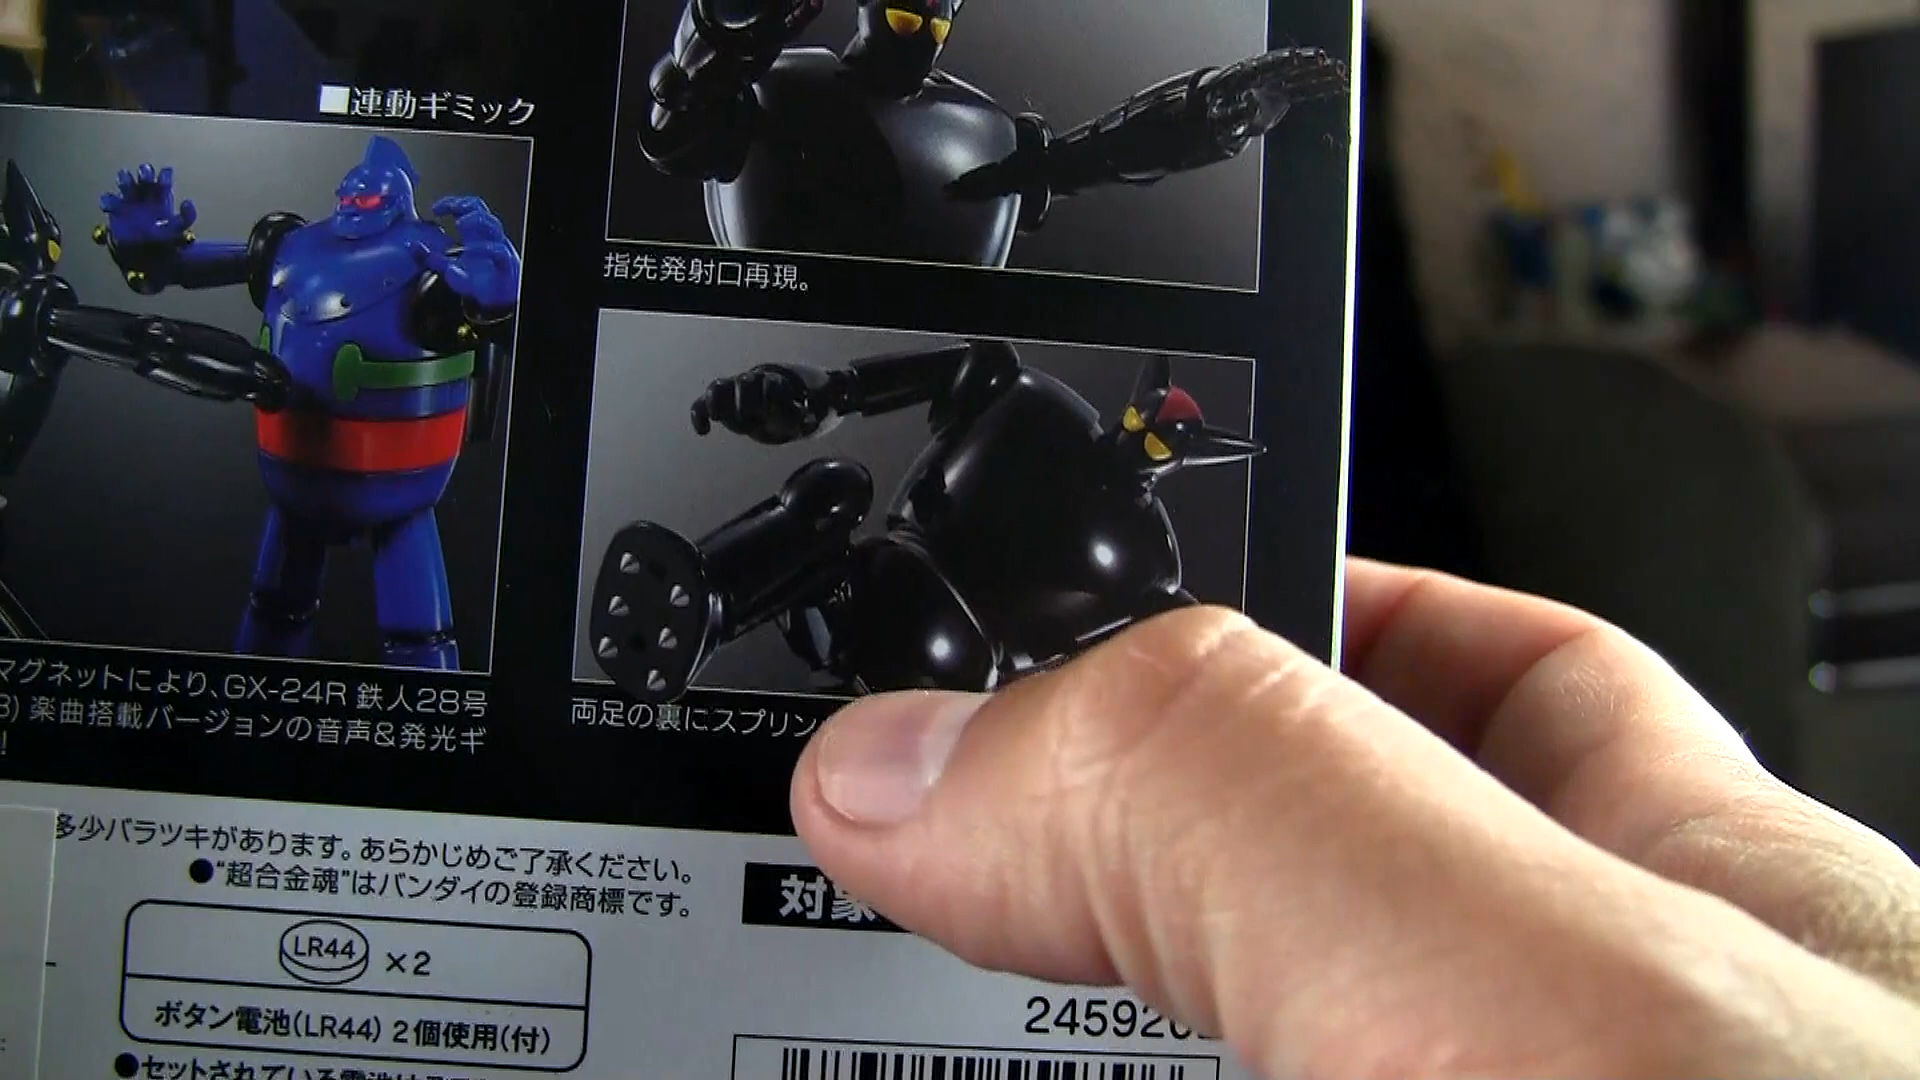 ■連動ギミック
指先発射口再現。
マグネットにより、GX-24R 鉄人28号
楽曲搭載バージョンの音声&発光ギ
!
両足の裏にスプリン
多少バラツキがあります。あらかじめご了承ください。
●“超合金魂”はバンダイの登録商標です。
対象
LR44 ×2
ボタン電池(LR44) 2個使用(付)
245920
●セットされている電池は